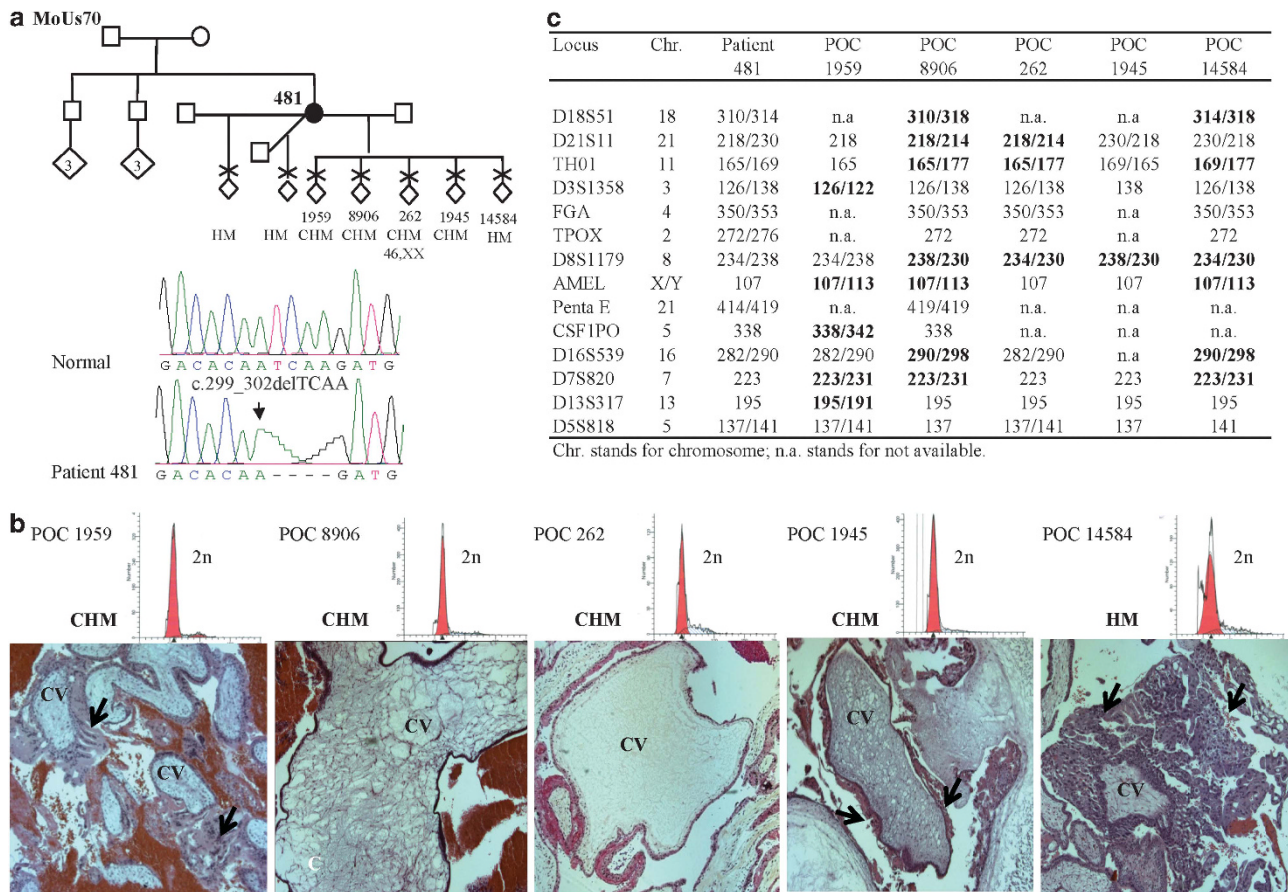 a MoUs70
481
3 3
1959 8906 262 1945 14584
HM HM CHM CHM CHM CHM HM
46,XX
Normal
G A C A C A A T C A A G A T G
c.299_302delTCAA
Patient 481
G A C A C A A - - - - G A T G
c
Locus Chr. Patient 481 POC 1959 POC 8906 POC 262 POC 1945 POC 14584
D18S51 18 310/314 n.a 310/318 n.a. n.a 314/318
D21S11 21 218/230 218 218/214 218/214 230/218 230/218
TH01 11 165/169 165 165/177 165/177 169/165 169/177
D3S1358 3 126/138 126/122 126/138 126/138 138 126/138
FGA 4 350/353 n.a. 350/353 350/353 n.a 350/353
TPOX 2 272/276 n.a. 272 272 n.a 272
D8S1179 8 234/238 234/238 238/230 234/230 238/230 234/230
AMEL X/Y 107 107/113 107/113 107 107 107/113
Penta E 21 414/419 n.a. 419/419 n.a. n.a. n.a.
CSF1PO 5 338 338/342 338 n.a. n.a. n.a.
D16S539 16 282/290 282/290 290/298 282/290 n.a 290/298
D7S820 7 223 223/231 223/231 223 223 223/231
D13S317 13 195 195/191 195 195 195 195
D5S818 5 137/141 137/141 137 137/141 137 141
Chr. stands for chromosome; n.a. stands for not available.
b
POC 1959 2n CHM
POC 8906 2n CHM
POC 262 2n CHM
POC 1945 2n CHM
POC 14584 2n HM
Number Number Number Number Number
CV CV CV CV CV CV
C